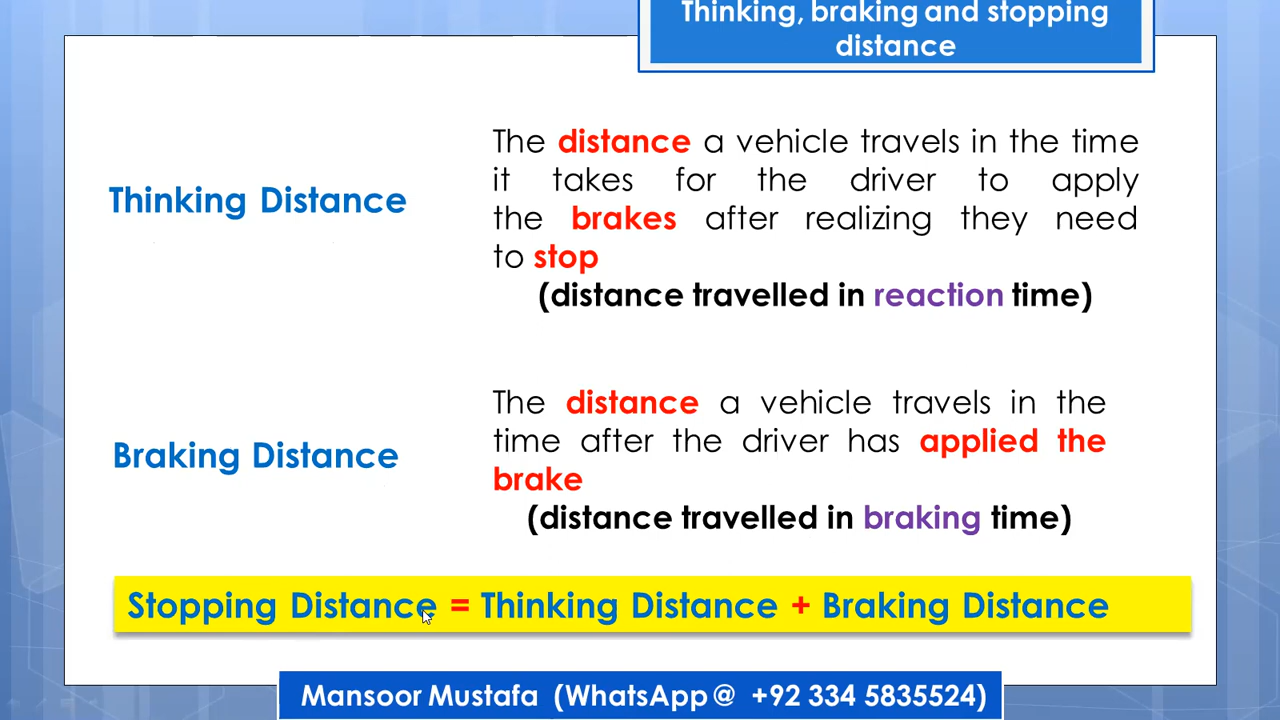 Thinking, braking and stopping
distance
Thinking Distance
The distance a vehicle travels in the time
it takes for the driver to apply
the brakes after realizing they need
to stop
(distance travelled in reaction time)
Braking Distance
The distance a vehicle travels in the
time after the driver has applied the
brake
(distance travelled in braking time)
Stopping Distance = Thinking Distance + Braking Distance
Mansoor Mustafa (WhatsApp@ +92 334 5835524)